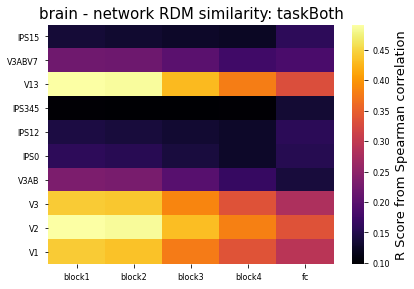 brain - network RDM similarity: taskBoth
IPS15
V3ABV7
V13
IPS345
IPS12
IPS0
V3AB
V3
V2
V1
block1 block2 block3 block4 fc
0.45
0.40
0.35
0.30
0.25
0.20
0.15
0.10
R Score from Spearman correlation